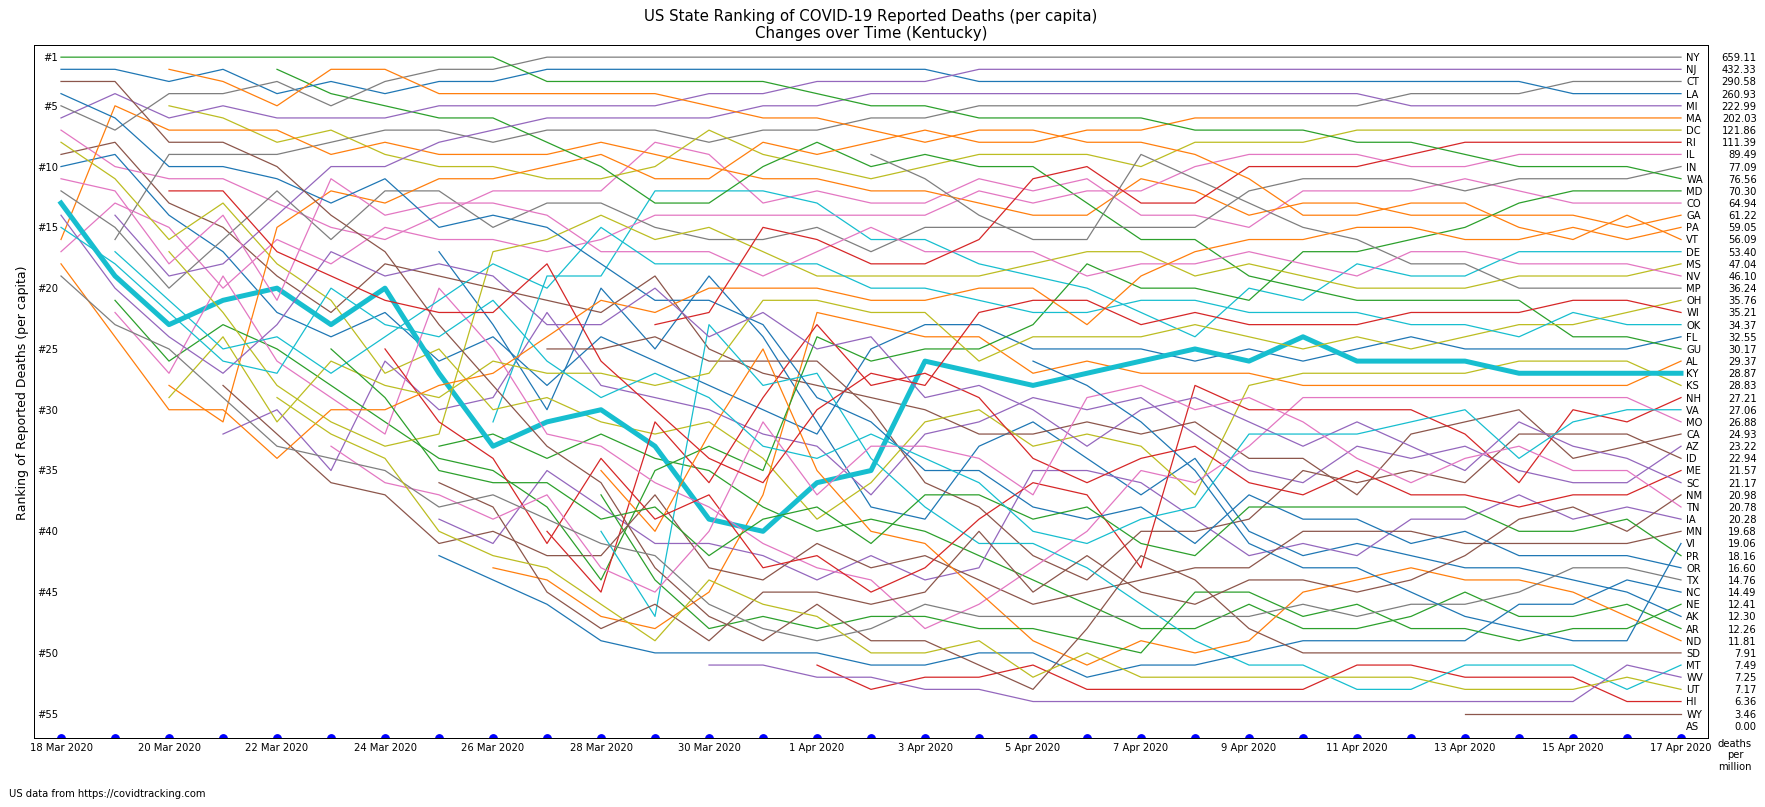 US State Ranking of COVID-19 Reported Deaths (per capita)
Changes over Time (Kentucky)
Ranking of Reported Deaths (per capita)
#1
#5
#10
#15
#20
#25
#30
#35
#40
#45
#50
#55
NY 659.11
NJ 432.33
CT 290.58
LA 260.93
MI 222.99
MA 202.03
DC 121.86
RI 111.39
IL 89.49
IN 77.09
WA 76.56
MD 70.30
CO 64.94
GA 61.22
PA 59.05
VT 56.09
DE 53.40
MS 47.04
NV 46.10
MP 36.24
OH 35.76
WI 35.21
OK 34.37
FL 32.55
GU 30.17
AL 29.37
KY 28.87
KS 28.83
NH 27.21
VA 27.06
MO 26.88
CA 24.93
AZ 23.22
ID 22.94
ME 21.57
SC 21.17
NM 20.98
TN 20.78
IA 20.28
MN 19.68
VI 19.06
PR 18.16
OR 16.60
TX 14.76
NC 14.49
NE 12.41
AK 12.30
AR 12.26
ND 11.81
SD 7.91
MT 7.49
WV 7.25
UT 7.17
HI 6.36
WY 3.46
AS 0.00
18 Mar 2020 20 Mar 2020 22 Mar 2020 24 Mar 2020 26 Mar 2020 28 Mar 2020 30 Mar 2020 1 Apr 2020 3 Apr 2020 5 Apr 2020 7 Apr 2020 9 Apr 2020 11 Apr 2020 13 Apr 2020 15 Apr 2020 17 Apr 2020
deaths
per
million
US data from https://covidtracking.com